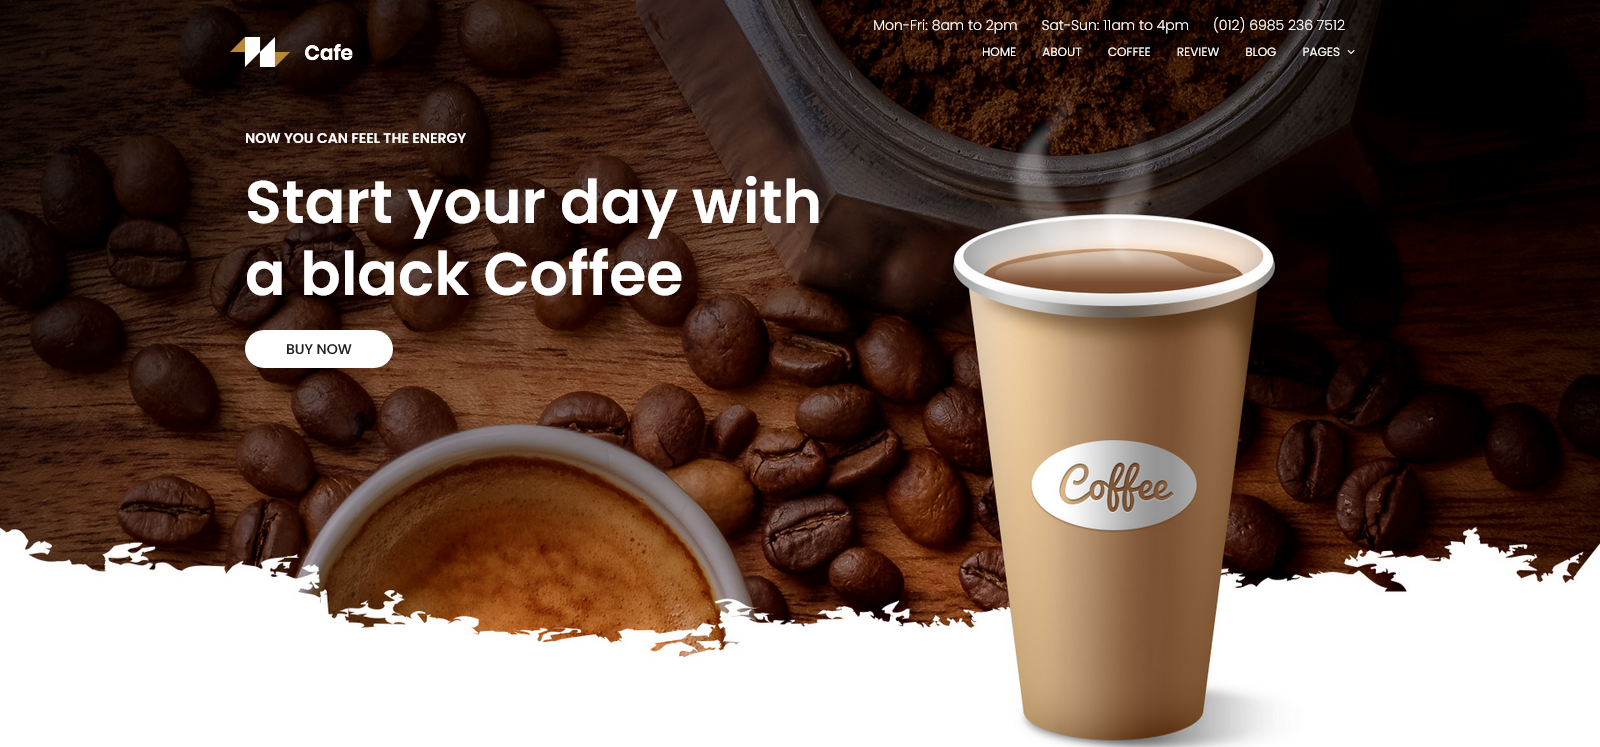 Mon-Fri: 8am to 2pm Sat-Sun: 11am to 4pm (012) 6985 236 7512
Cafe
HOME ABOUT COFFEE REVIEW BLOG PAGES
NOW YOU CAN FEEL THE ENERGY
Start your day with
a black Coffee
BUY NOW
Coffee